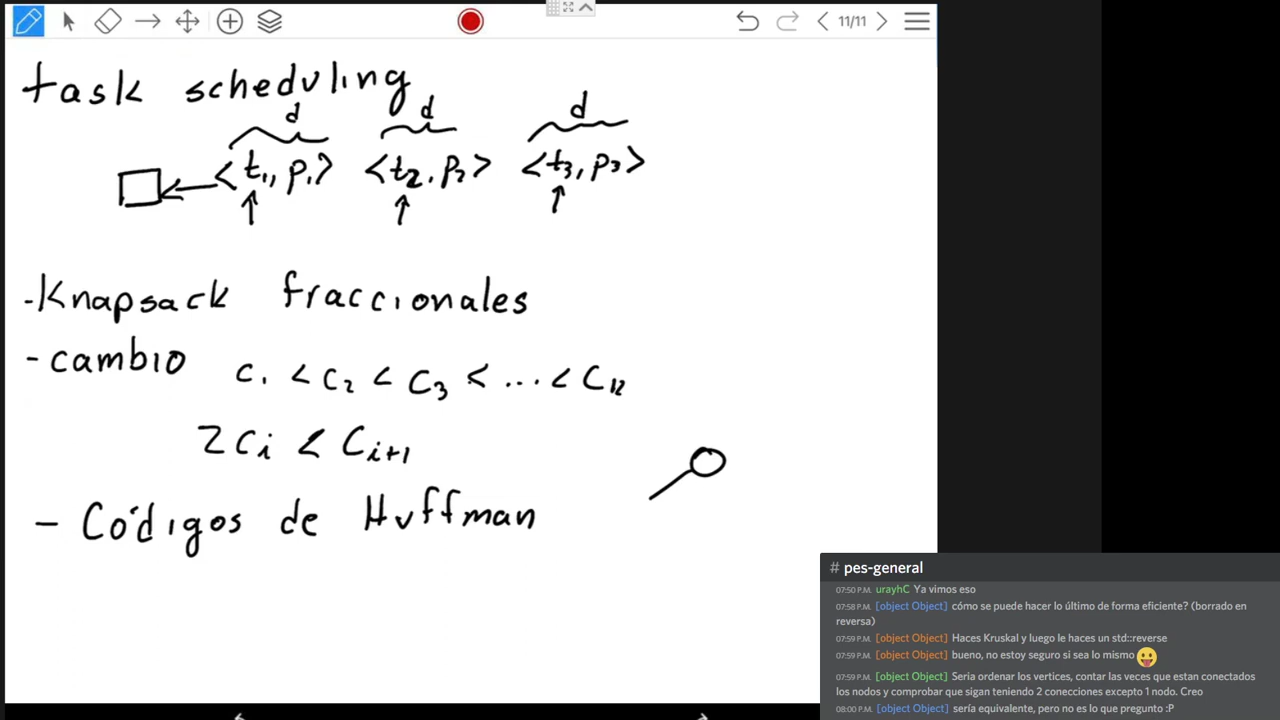 11/11
task scheduling
d d d
<t1, p1> <t2, p2> <t3, p3>
-Knapsack fraccionales
- cambio c1 < c2 < c3 < ... < c12
2ci < ci+1
- Códigos de Huffman
# pes-general
07:50 P.M. urayhC Ya vimos eso
07:58 P.M. [object Object] cómo se puede hacer lo último de forma eficiente? (borrado en
reversa)
07:59 P.M. [object Object] Haces Kruskal y luego le haces un std::reverse
07:59 P.M. [object Object] bueno, no estoy seguro si sea lo mismo 😛
07:59 P.M. [object Object] Seria ordenar los vertices, contar las veces que estan conectados
los nodos y comprobar que sigan teniendo 2 conecciones excepto 1 nodo. Creo
08:00 P.M. [object Object] sería equivalente, pero no es lo que pregunto :P